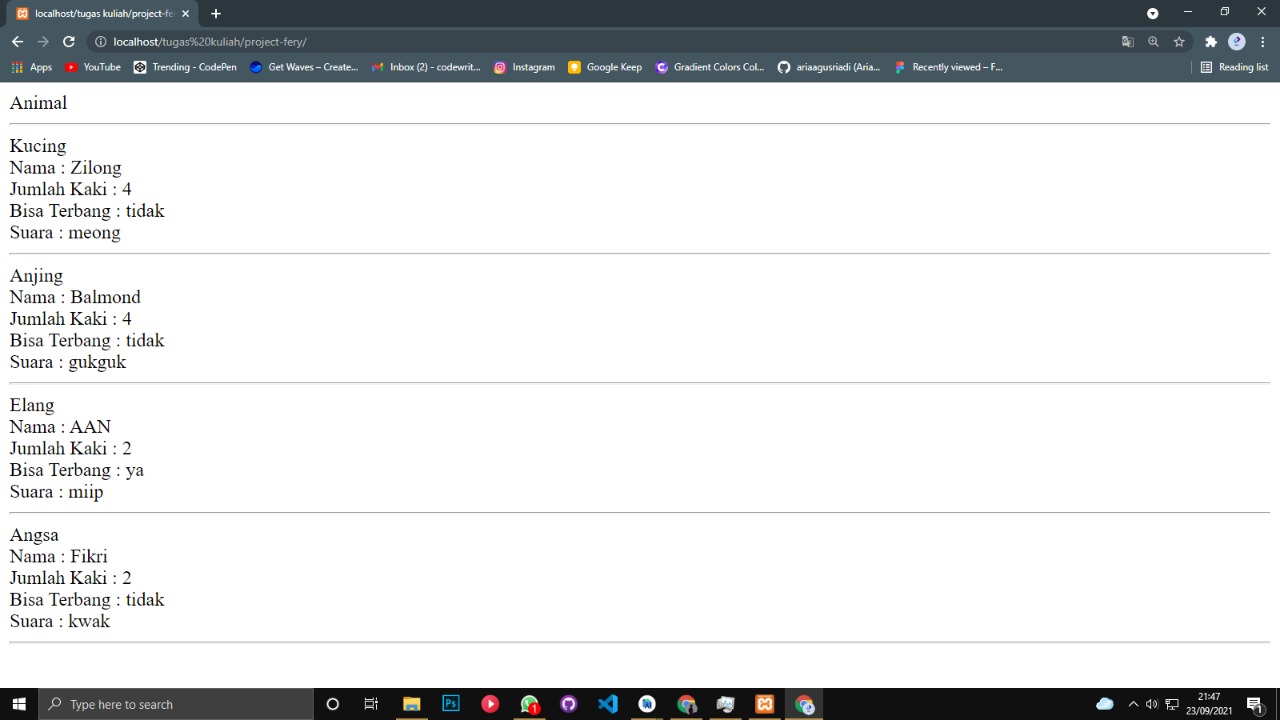 localhost/tugas kuliah/project-fe
localhost/tugas%20kuliah/project-fery/
Apps
YouTube
Trending - CodePen
Get Waves – Create...
Inbox (2) - codewrit...
Instagram
Google Keep
Gradient Colors Col...
ariaagusriadi (Aria...
Recently viewed – F...
Reading list
Animal
Kucing
Nama : Zilong
Jumlah Kaki : 4
Bisa Terbang : tidak
Suara : meong
Anjing
Nama : Balmond
Jumlah Kaki : 4
Bisa Terbang : tidak
Suara : gukguk
Elang
Nama : AAN
Jumlah Kaki : 2
Bisa Terbang : ya
Suara : miip
Angsa
Nama : Fikri
Jumlah Kaki : 2
Bisa Terbang : tidak
Suara : kwak
Type here to search
Ps
1
21:47
23/09/2021
1